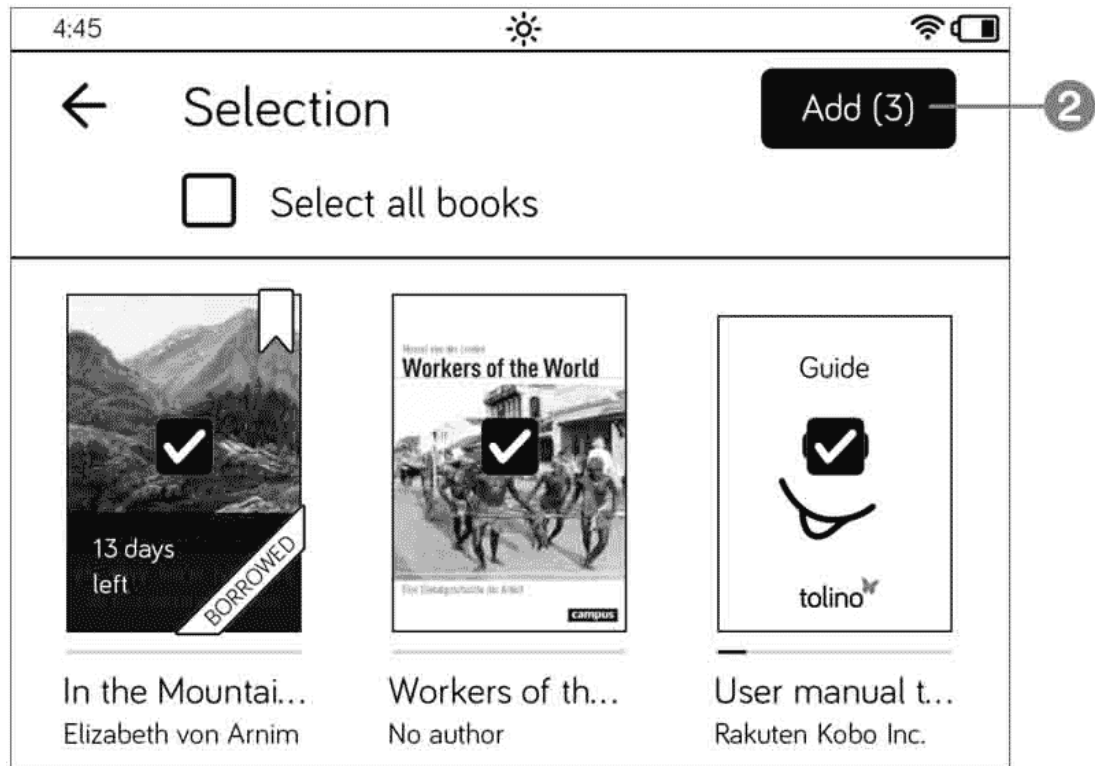 4:45
Selection
Add (3)
2
Select all books
13 days
left
BORROWED
Workers of the World
campus
Guide
tolino
In the Mountai...
Elizabeth von Arnim
Workers of th...
No author
User manual t...
Rakuten Kobo Inc.